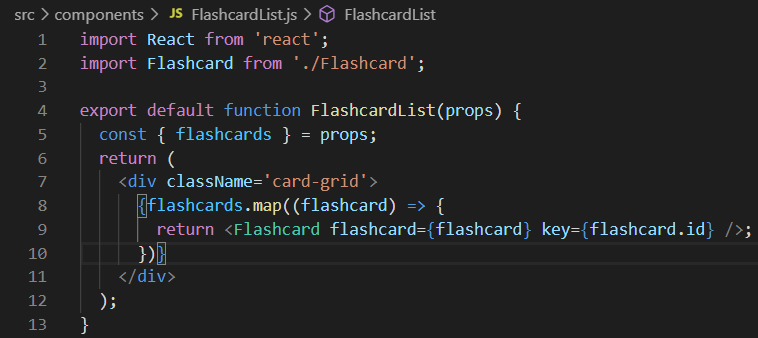 src > components > JS FlashcardList.js > FlashcardList
1 import React from 'react';
2 import Flashcard from './Flashcard';
3
4 export default function FlashcardList(props) {
5   const { flashcards } = props;
6   return (
7     <div className='card-grid'>
8       {flashcards.map((flashcard) => {
9         return <Flashcard flashcard={flashcard} key={flashcard.id} />;
10       })}
11     </div>
12   );
13 }